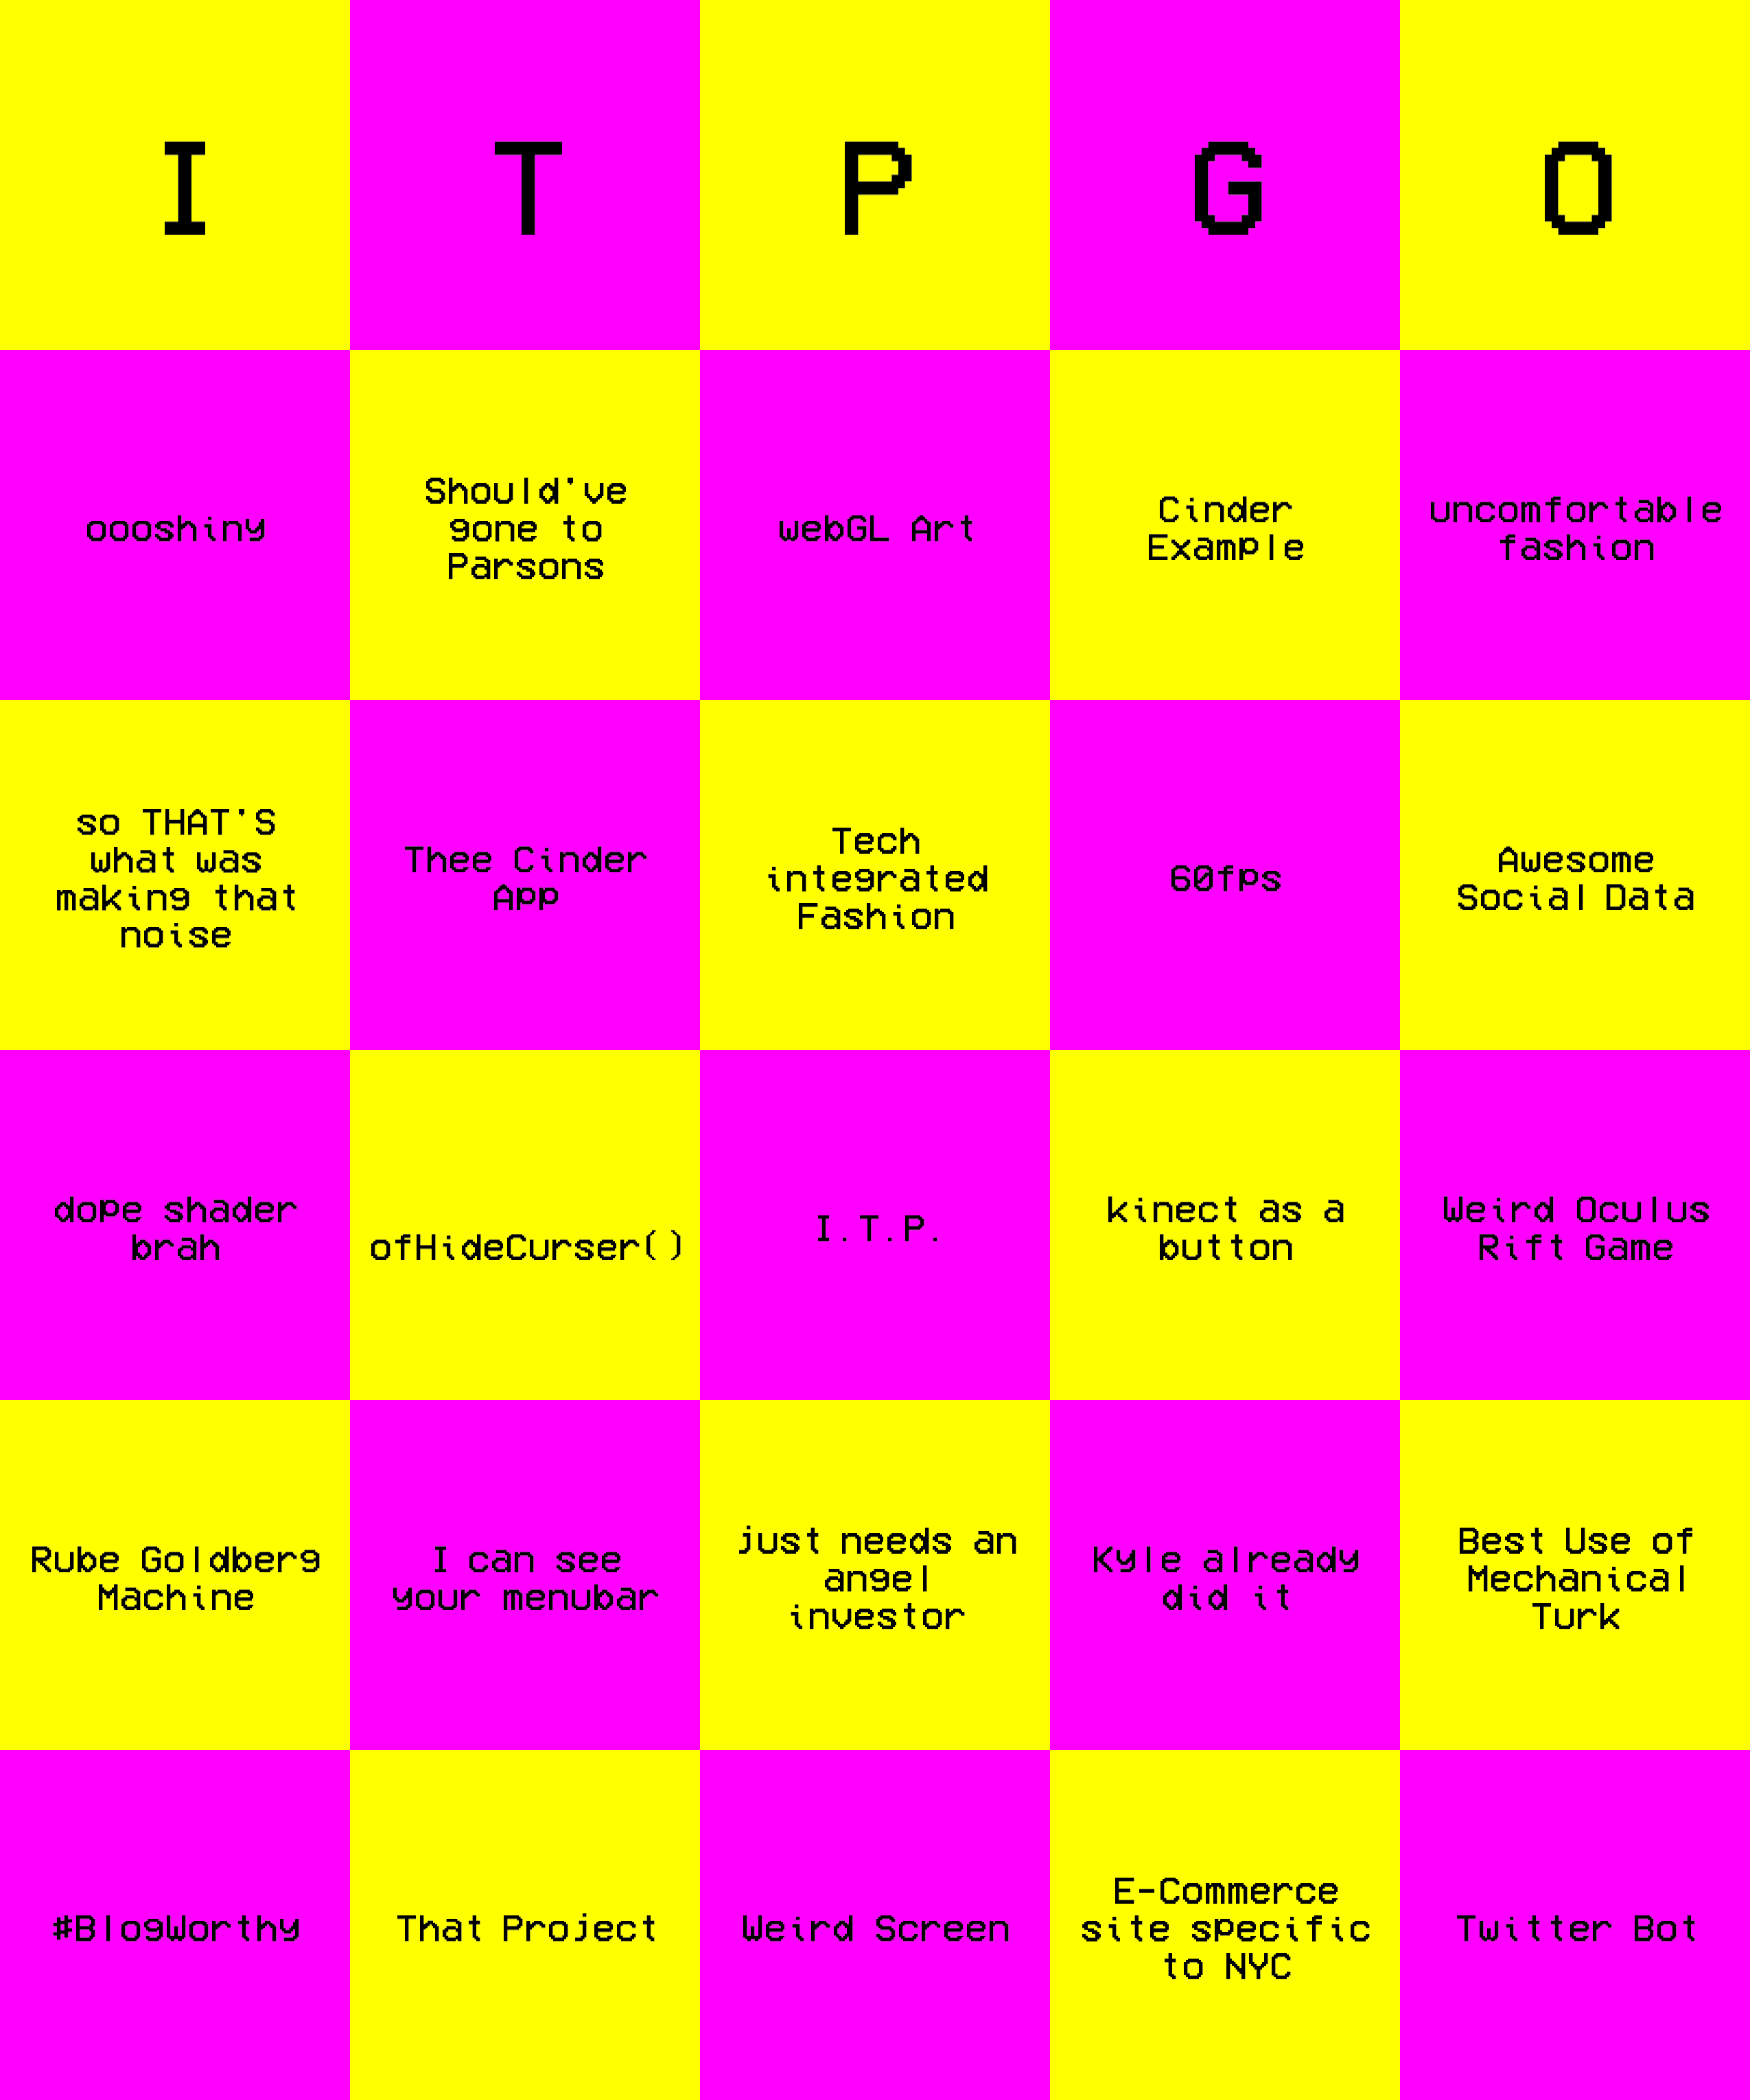 I T P G O
oooshiny
Should've
gone to
Parsons
webGL Art
Cinder
Example
uncomfortable
fashion
so THAT'S
what was
making that
noise
Thee Cinder
App
Tech
integrated
Fashion
60fps
Awesome
Social Data
dope shader
brah
ofHideCurser()
I.T.P.
kinect as a
button
Weird Oculus
Rift Game
Rube Goldberg
Machine
I can see
your menubar
just needs an
angel
investor
Kyle already
did it
Best Use of
Mechanical
Turk
#BlogWorthy
That Project
Weird Screen
E-Commerce
site specific
to NYC
Twitter Bot